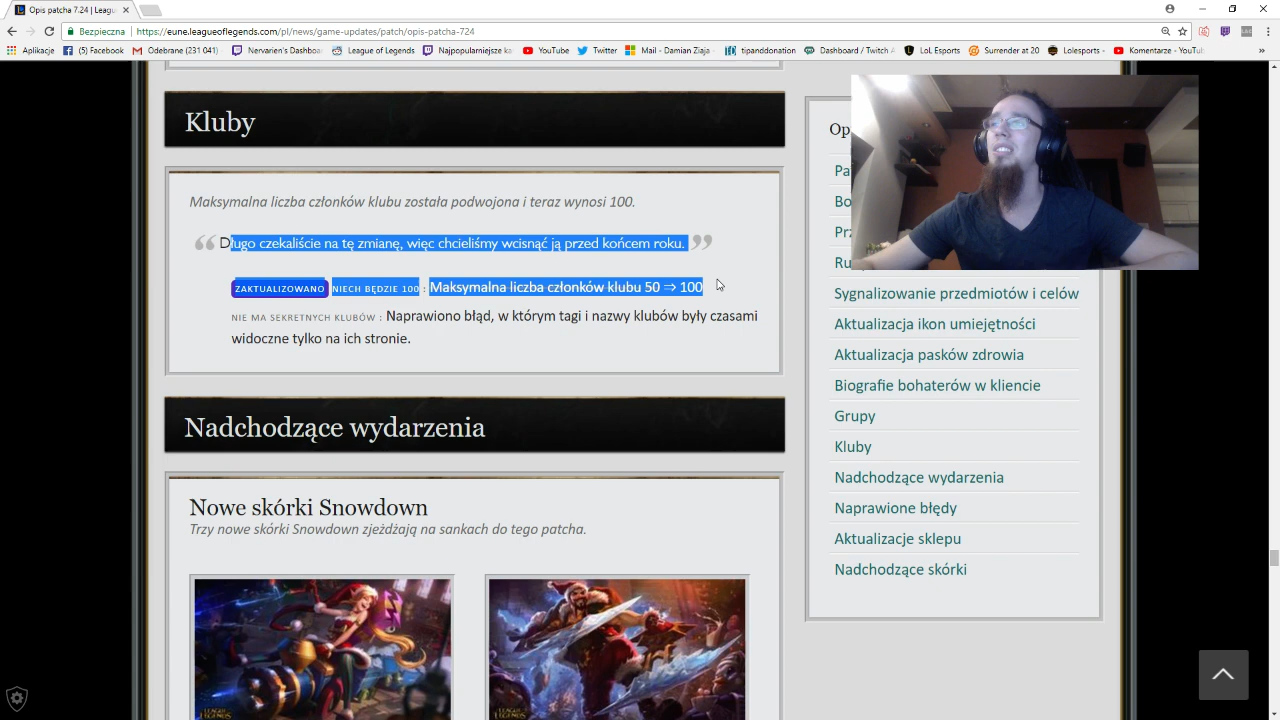 Opis patcha 7.24 | Leagu
Bezpieczna
https://eune.leagueoflegends.com/pl/news/game-updates/patch/opis-patcha-724
Aplikacje
(5) Facebook
Odebrane (231 041)
Nervarien's Dashboa
League of Legends
Najpopularniejsze ka
YouTube
Twitter
Mail - Damian Ziąja
tipanddonation
Dashboard / Twitch A
LoL Esports
Surrender at 20
Lolesports -
Komentarze - YouTu
Kluby
Maksymalna liczba członków klubu została podwojona i teraz wynosi 100.
“ Długo czekaliście na tę zmianę, więc chcieliśmy wcisnąć ją przed końcem roku. ”
ZAKTUALIZOWANO NIECH BĘDZIE 100 : Maksymalna liczba członków klubu 50 ⇒ 100
NIE MA SEKRETNYCH KLUBÓW : Naprawiono błąd, w którym tagi i nazwy klubów były czasami
widoczne tylko na ich stronie.
Nadchodzące wydarzenia
Nowe skórki Snowdown
Trzy nowe skórki Snowdown zjeżdżają na sankach do tego patcha.
LEAGUE OF LEGENDS
LEAGUE OF LEGENDS
Op
Pa
Bo
Prz
Ru
Sygnalizowanie przedmiotów i celów
Aktualizacja ikon umiejętności
Aktualizacja pasków zdrowia
Biografie bohaterów w kliencie
Grupy
Kluby
Nadchodzące wydarzenia
Naprawione błędy
Aktualizacje sklepu
Nadchodzące skórki